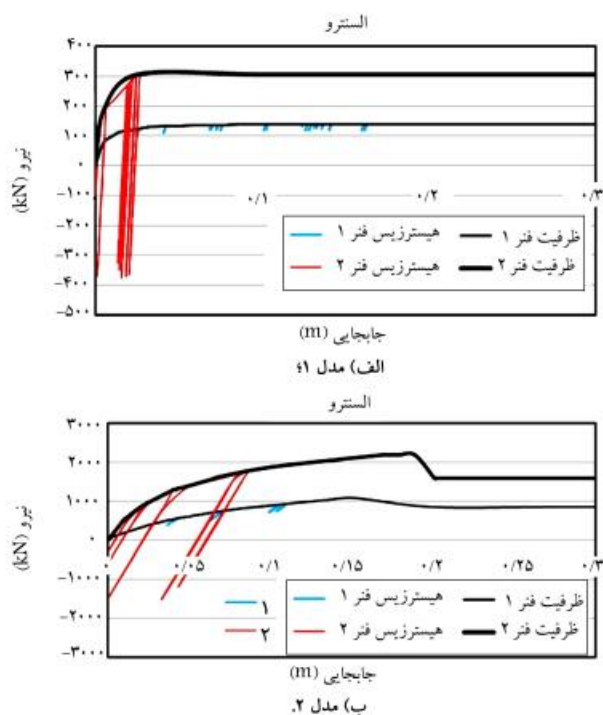 السنترو
۴۰۰
۳۰۰
۲۰۰
۱۰۰
۰
-۱۰۰
-۲۰۰
-۳۰۰
-۴۰۰
-۵۰۰
نیرو (kN)
۰/۱
۰/۲
۰/۳
ظرفیت فنر ۱
هیسترزیس فنر ۱
ظرفیت فنر ۲
هیسترزیس فنر ۲
جابجایی (m)
الف) مدل ۱؛
السنترو
۳۰۰۰
۲۰۰۰
۱۰۰۰
۰
-۱۰۰۰
-۲۰۰۰
-۳۰۰۰
نیرو (kN)
۰
۰/۰۵
۰/۱
۰/۱۵
۰/۲
۰/۲۵
۰/۳
ظرفیت فنر ۱
هیسترزیس فنر ۱
۱
ظرفیت فنر ۲
هیسترزیس فنر ۲
۲
جابجایی (m)
ب) مدل ۲.